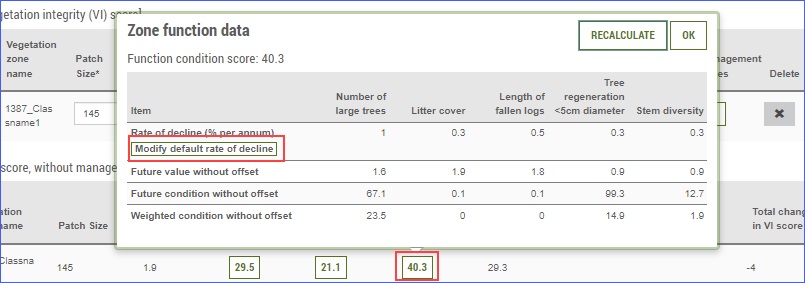 getation integrity (VI) score]
Zone function data
RECALCULATE
OK
Function condition score: 40.3
Vegetation
zone
name
Patch
Size*
Delete
1387_Clas
sname1
145
Item
Number of
large trees
Litter cover
Length of
fallen logs
Tree
regeneration
<5cm diameter
Stem diversity
Rate of decline (% per annum) 1 0.3 0.5 0.3 0.3
Modify default rate of decline
Future value without offset 1.6 1.9 1.8 0.9 0.9
Future condition without offset 67.1 0.1 0.1 99.3 12.7
Weighted condition without offset 23.5 0 0 14.9 1.9
score, without manage
ation
name
Patch Size
Total chang
in VI score
Classna 145 1.9 29.5 21.1 40.3 29.3 -4